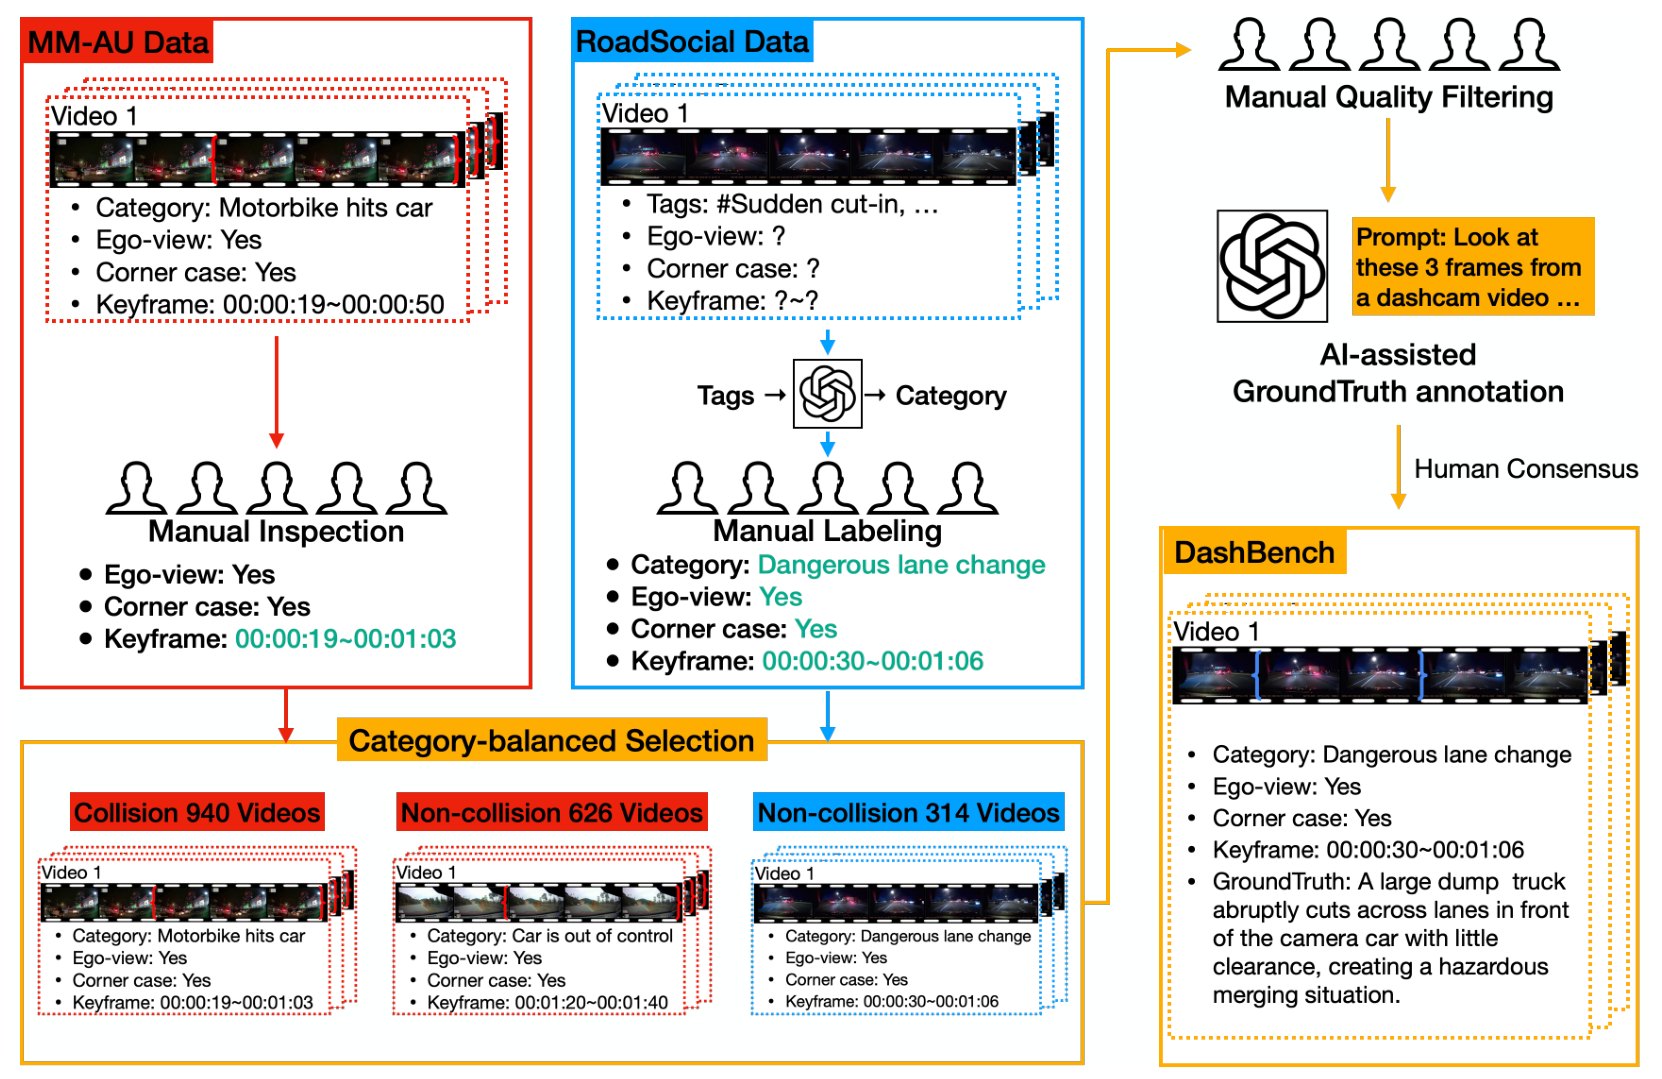 MM-AU Data
Video 1
• Category: Motorbike hits car
• Ego-view: Yes
• Corner case: Yes
• Keyframe: 00:00:19~00:00:50
Manual Inspection
• Ego-view: Yes
• Corner case: Yes
• Keyframe: 00:00:19~00:01:03
RoadSocial Data
Video 1
• Tags: #Sudden cut-in, ...
• Ego-view: ?
• Corner case: ?
• Keyframe: ?~?
Tags → → Category
Manual Labeling
• Category: Dangerous lane change
• Ego-view: Yes
• Corner case: Yes
• Keyframe: 00:00:30~00:01:06
Category-balanced Selection
Collision 940 Videos
Video 1
• Category: Motorbike hits car
• Ego-view: Yes
• Corner case: Yes
• Keyframe: 00:00:19~00:01:03
Non-collision 626 Videos
Video 1
• Category: Car is out of control
• Ego-view: Yes
• Corner case: Yes
• Keyframe: 00:01:20~00:01:40
Non-collision 314 Videos
Video 1
• Category: Dangerous lane change
• Ego-view: Yes
• Corner case: Yes
• Keyframe: 00:00:30~00:01:06
Manual Quality Filtering
Prompt: Look at
these 3 frames from
a dashcam video ...
AI-assisted
GroundTruth annotation
Human Consensus
DashBench
Video 1
• Category: Dangerous lane change
• Ego-view: Yes
• Corner case: Yes
• Keyframe: 00:00:30~00:01:06
• GroundTruth: A large dump truck
abruptly cuts across lanes in front
of the camera car with little
clearance, creating a hazardous
merging situation.